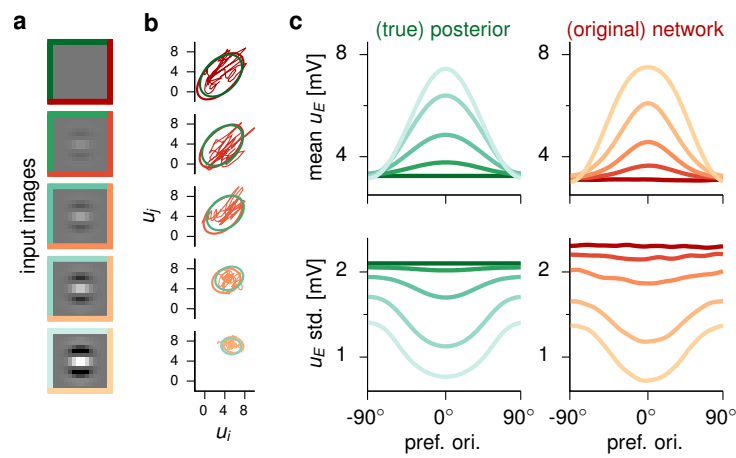 a
input images
b
8
4
0
8
4
0
8
4
0
8
4
0
8
4
0
0 4 8
u_j
u_i
c
(true) posterior
(original) network
8
4
mean u_E [mV]
8
4
2
1
u_E std. [mV]
2
1
-90° 0° 90°
pref. ori.
-90° 0° 90°
pref. ori.